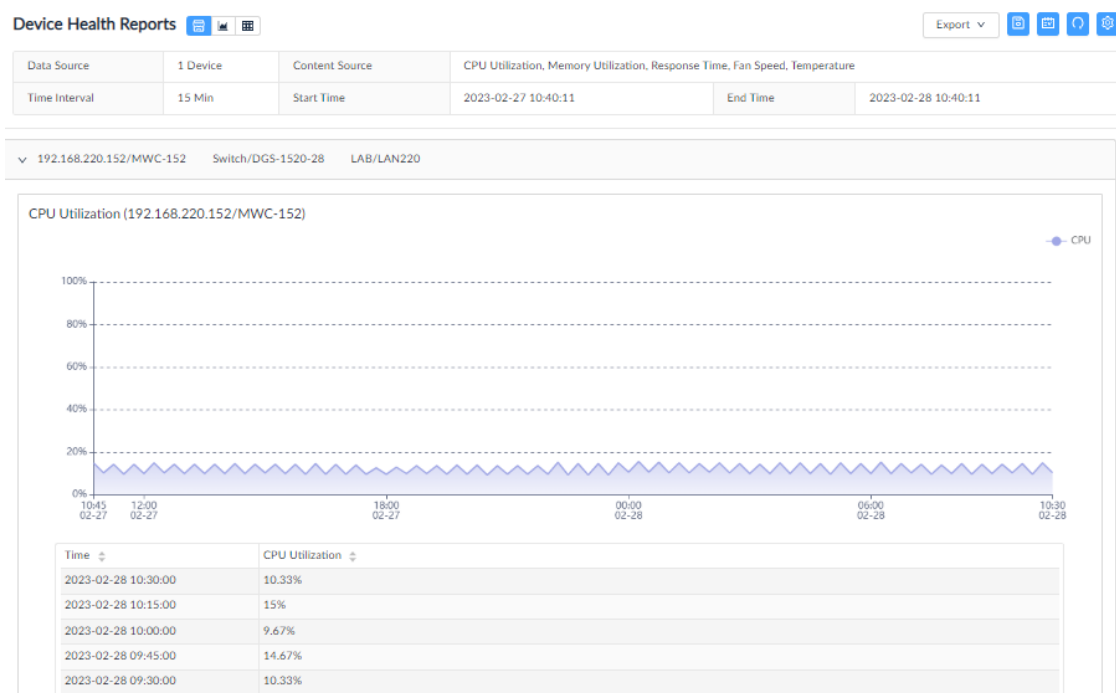 Device Health Reports Export
Data Source 1 Device Content Source CPU Utilization, Memory Utilization, Response Time, Fan Speed, Temperature
Time Interval 15 Min Start Time 2023-02-27 10:40:11 End Time 2023-02-28 10:40:11
192.168.220.152/MWC-152 Switch/DGS-1520-28 LAB/LAN220
CPU Utilization (192.168.220.152/MWC-152)
CPU
100%
80%
60%
40%
20%
0%
10:45 12:00 18:00 00:00 06:00 10:30
02-27 02-27 02-27 02-28 02-28 02-28
Time CPU Utilization
2023-02-28 10:30:00 10.33%
2023-02-28 10:15:00 15%
2023-02-28 10:00:00 9.67%
2023-02-28 09:45:00 14.67%
2023-02-28 09:30:00 10.33%